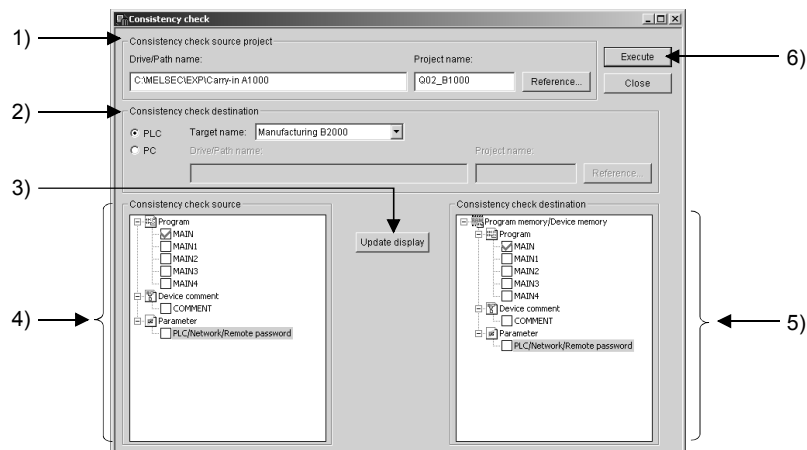 Consistency check
1)
Consistency check source project
Drive/Path name:
Project name:
C:\MELSEC\EXP\Carry-in A1000
Q02_B1000
Reference...
Execute
Close
6)
2)
Consistency check destination
PLC
Target name:
Manufacturing B2000
PC
Drive/Path name:
Project name:
Reference...
3)
Consistency check source
Program
MAIN
MAIN1
MAIN2
MAIN3
MAIN4
Device comment
COMMENT
Parameter
PLC/Network/Remote password
4)
Update display
Consistency check destination
Program memory/Device memory
Program
MAIN
MAIN1
MAIN2
MAIN3
MAIN4
Device comment
COMMENT
Parameter
PLC/Network/Remote password
5)